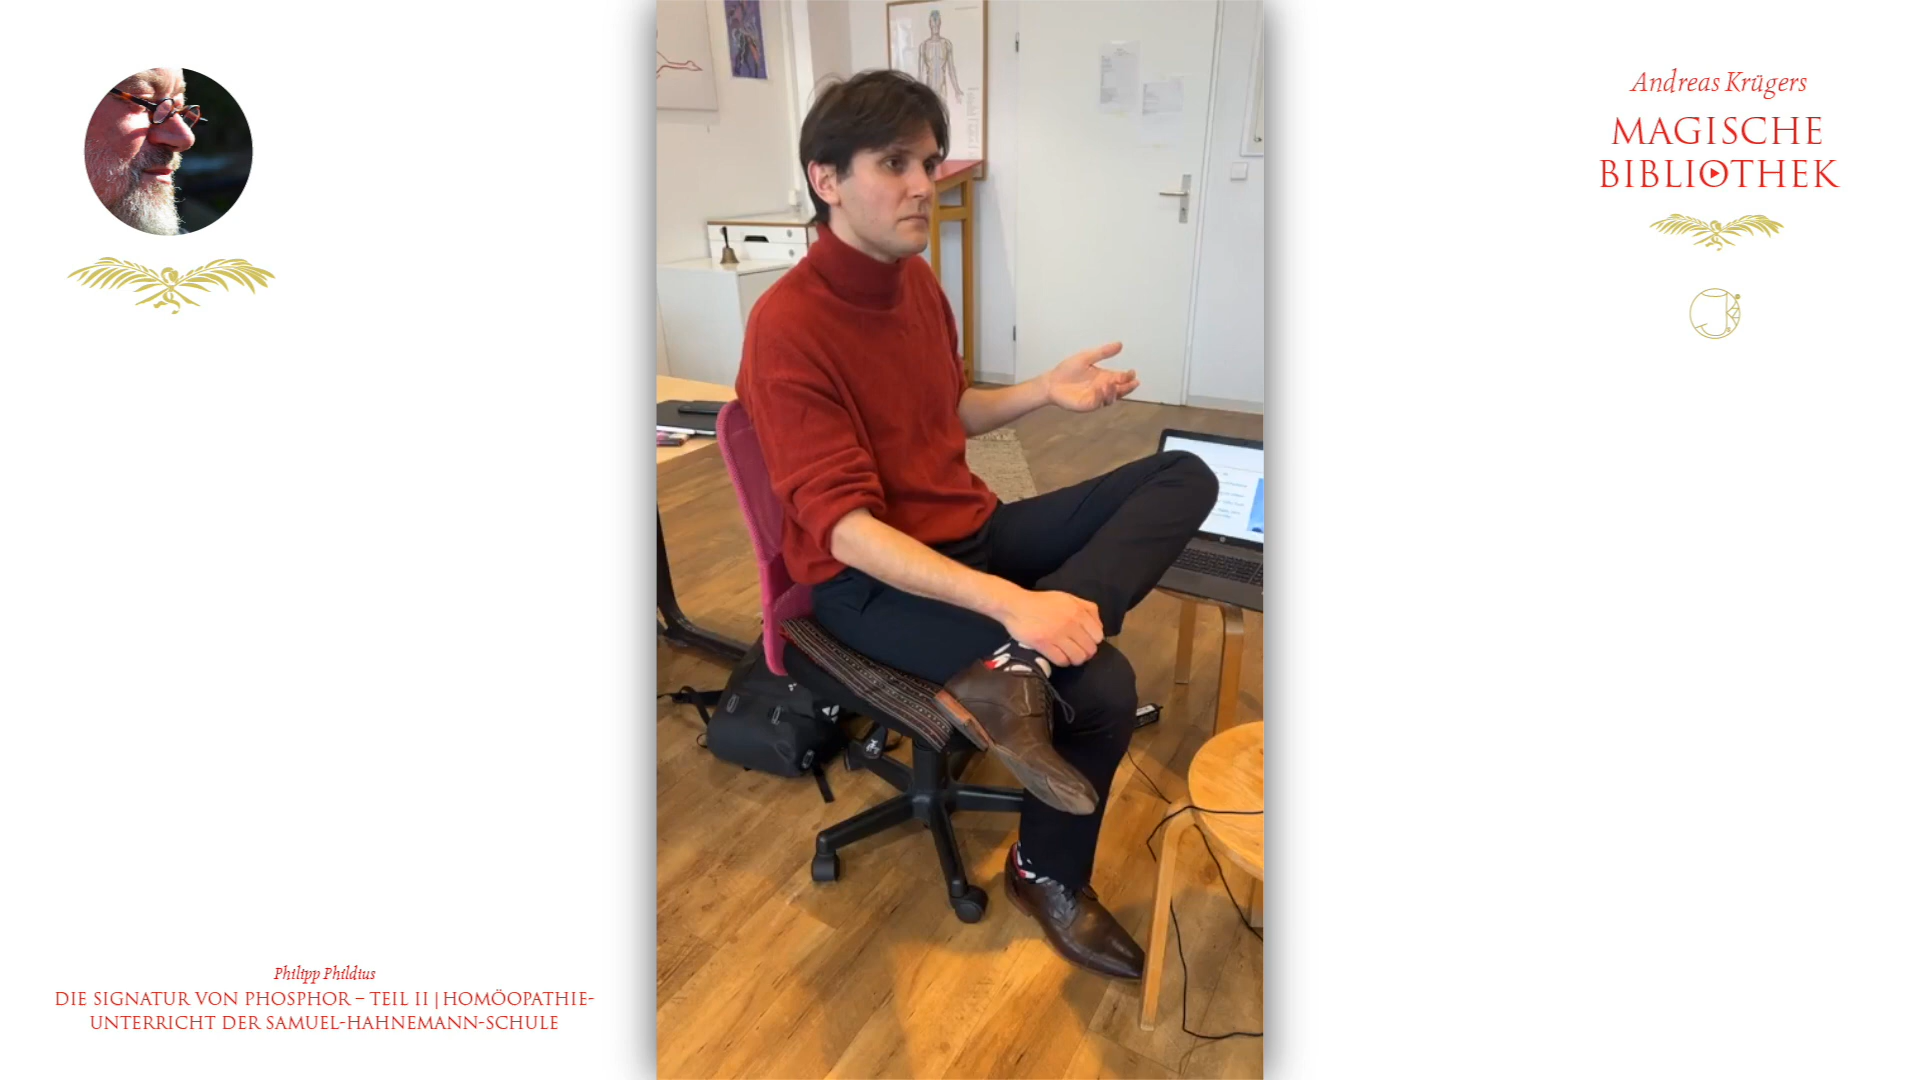 Andreas Krügers
MAGISCHE
BIBLIOTHEK
Philipp Phildius
DIE SIGNATUR VON PHOSPHOR – TEIL II | HOMÖOPATHIE-
UNTERRICHT DER SAMUEL-HAHNEMANN-SCHULE